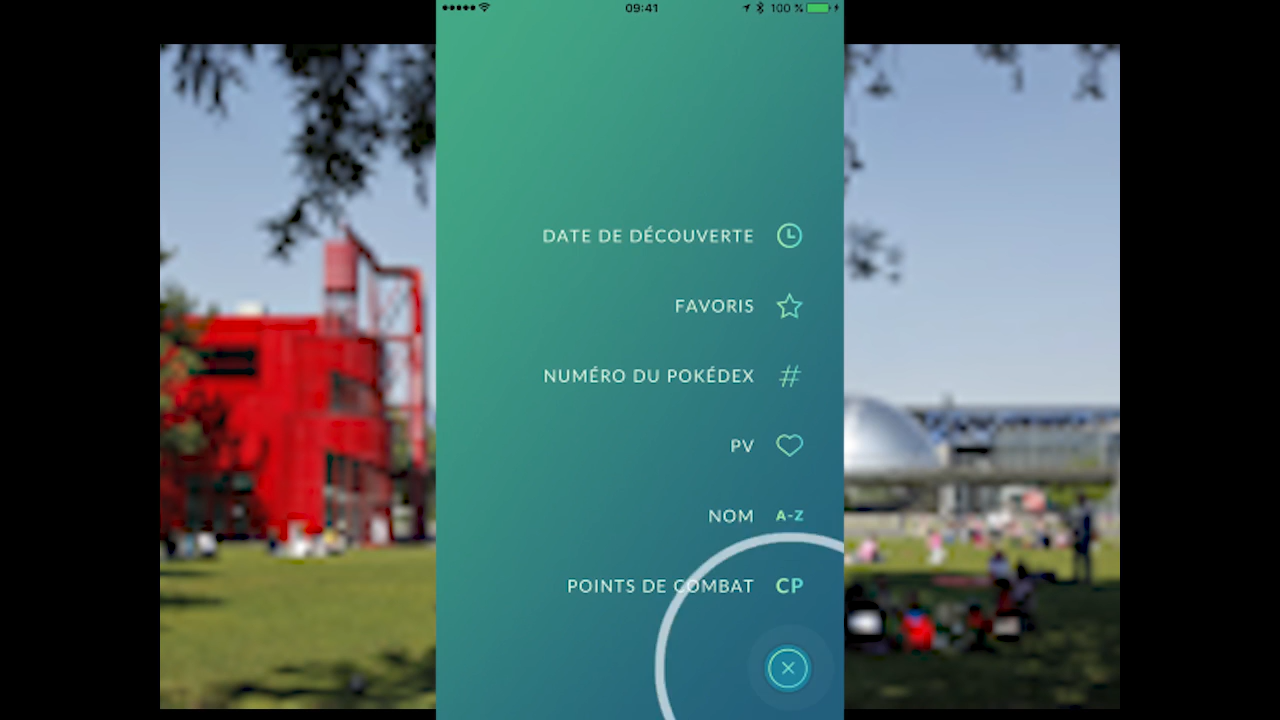 09:41 100 %
DATE DE DÉCOUVERTE
FAVORIS
NUMÉRO DU POKÉDEX #
PV
NOM A-Z
POINTS DE COMBAT CP